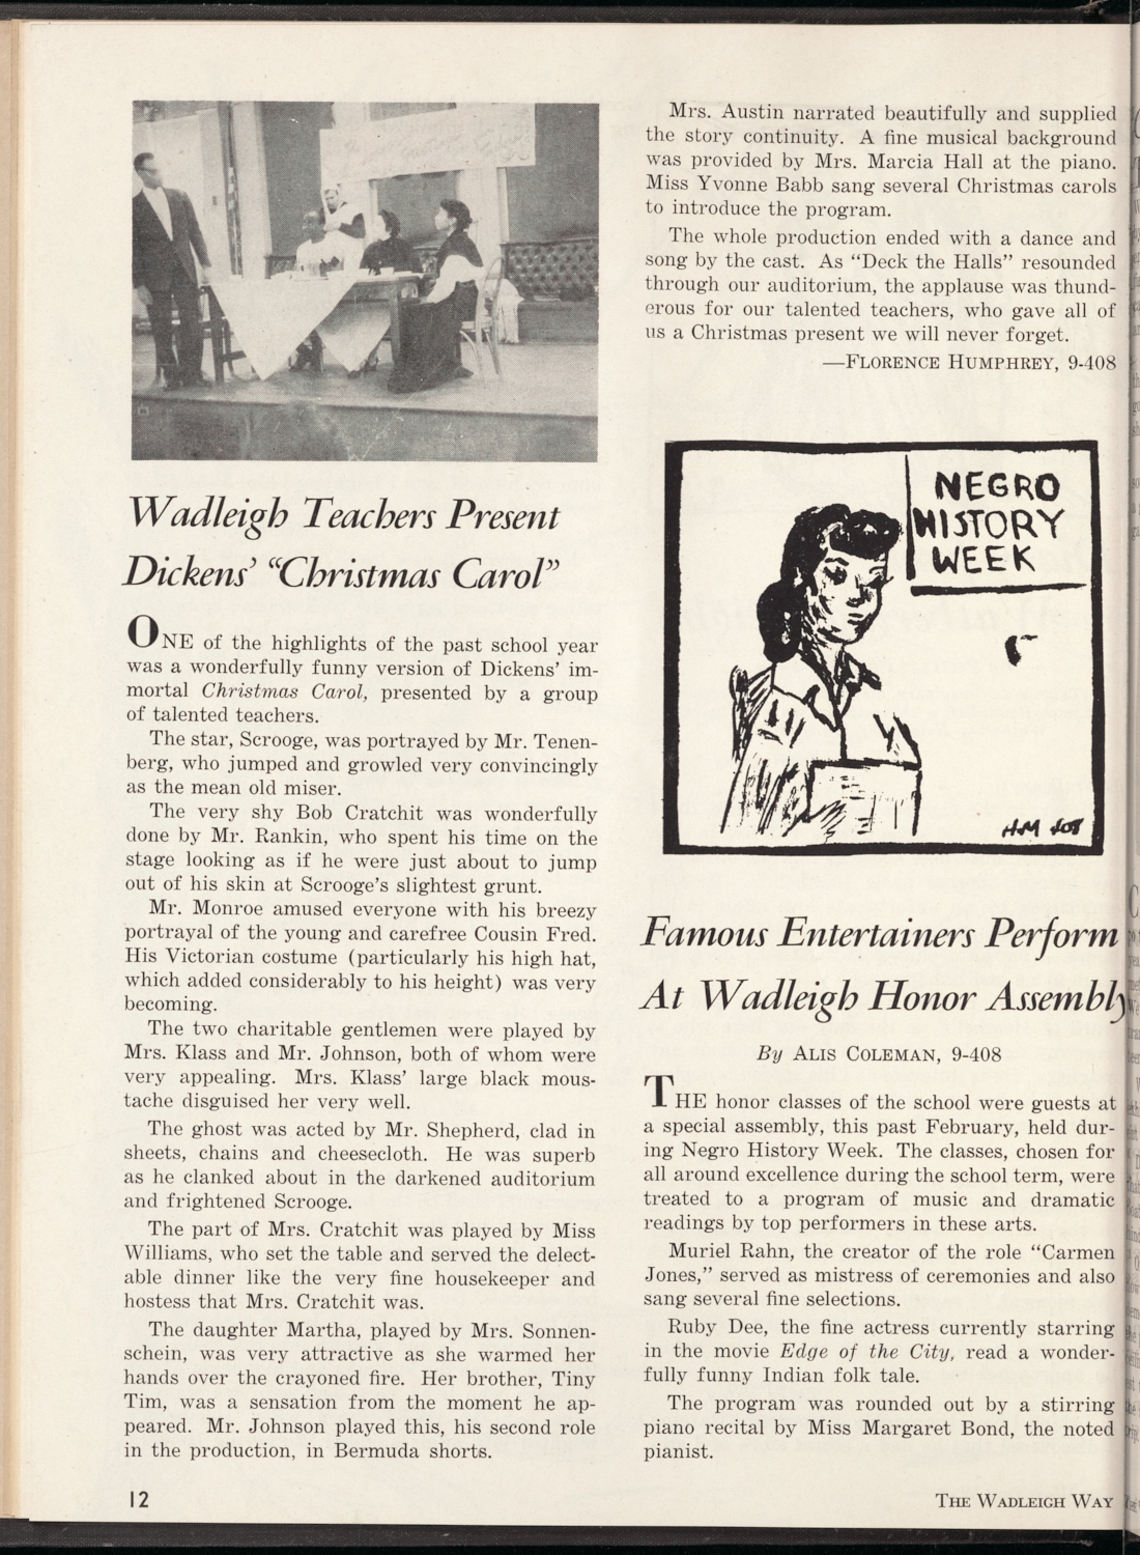 Wadleigh Teachers Present
Dickens' "Christmas Carol"
ONE of the highlights of the past school year
was a wonderfully funny version of Dickens' im-
mortal Christmas Carol, presented by a group
of talented teachers.
The star, Scrooge, was portrayed by Mr. Tenen-
berg, who jumped and growled very convincingly
as the mean old miser.
The very shy Bob Cratchit was wonderfully
done by Mr. Rankin, who spent his time on the
stage looking as if he were just about to jump
out of his skin at Scrooge's slightest grunt.
Mr. Monroe amused everyone with his breezy
portrayal of the young and carefree Cousin Fred.
His Victorian costume (particularly his high hat,
which added considerably to his height) was very
becoming.
The two charitable gentlemen were played by
Mrs. Klass and Mr. Johnson, both of whom were
very appealing. Mrs. Klass' large black mous-
tache disguised her very well.
The ghost was acted by Mr. Shepherd, clad in
sheets, chains and cheesecloth. He was superb
as he clanked about in the darkened auditorium
and frightened Scrooge.
The part of Mrs. Cratchit was played by Miss
Williams, who set the table and served the delect-
able dinner like the very fine housekeeper and
hostess that Mrs. Cratchit was.
The daughter Martha, played by Mrs. Sonnen-
schein, was very attractive as she warmed her
hands over the crayoned fire. Her brother, Tiny
Tim, was a sensation from the moment he ap-
peared. Mr. Johnson played this, his second role
in the production, in Bermuda shorts.
Mrs. Austin narrated beautifully and supplied
the story continuity. A fine musical background
was provided by Mrs. Marcia Hall at the piano.
Miss Yvonne Babb sang several Christmas carols
to introduce the program.
The whole production ended with a dance and
song by the cast. As "Deck the Halls" resounded
through our auditorium, the applause was thund-
erous for our talented teachers, who gave all of
us a Christmas present we will never forget.
—FLORENCE HUMPHREY, 9-408
NEGRO
HISTORY
WEEK
H.M 408
Famous Entertainers Perform
At Wadleigh Honor Assembly
By ALIS COLEMAN, 9-408
THE honor classes of the school were guests at
a special assembly, this past February, held dur-
ing Negro History Week. The classes, chosen for
all around excellence during the school term, were
treated to a program of music and dramatic
readings by top performers in these arts.
Muriel Rahn, the creator of the role "Carmen
Jones," served as mistress of ceremonies and also
sang several fine selections.
Ruby Dee, the fine actress currently starring
in the movie Edge of the City, read a wonder-
fully funny Indian folk tale.
The program was rounded out by a stirring
piano recital by Miss Margaret Bond, the noted
pianist.
12
THE WADLEIGH WAY